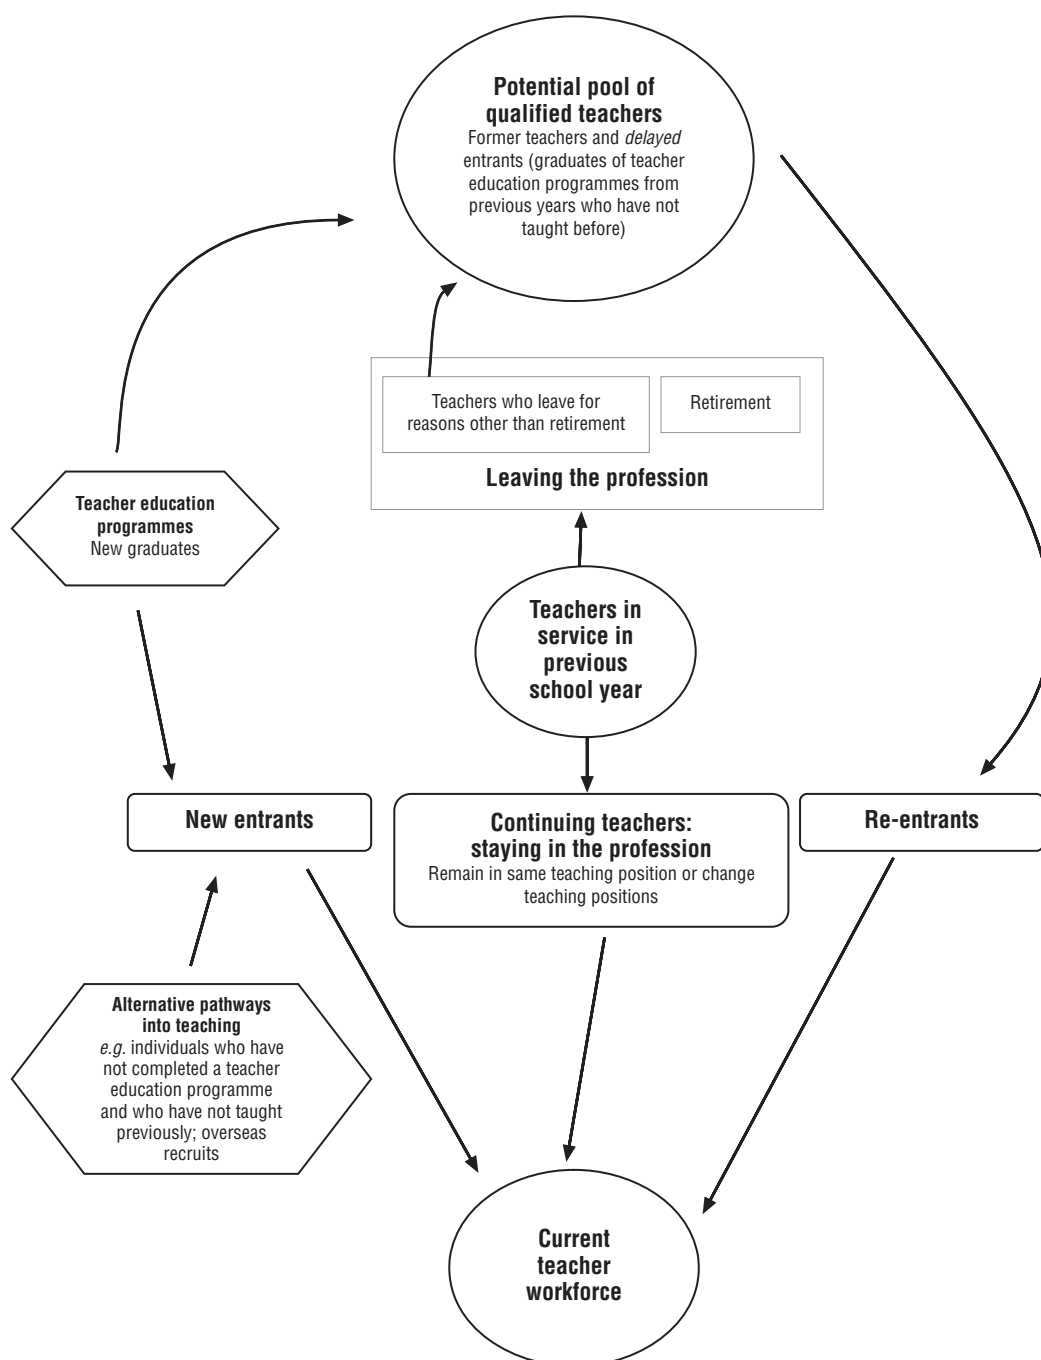 Potential pool of
qualified teachers
Former teachers and delayed
entrants (graduates of teacher
education programmes from
previous years who have not
taught before)
Teachers who leave for
reasons other than retirement
Retirement
Leaving the profession
Teacher education
programmes
New graduates
Teachers in
service in
previous
school year
New entrants
Continuing teachers:
staying in the profession
Remain in same teaching position or change
teaching positions
Re-entrants
Alternative pathways
into teaching
e.g. individuals who have
not completed a teacher
education programme
and who have not taught
previously; overseas
recruits
Current
teacher
workforce